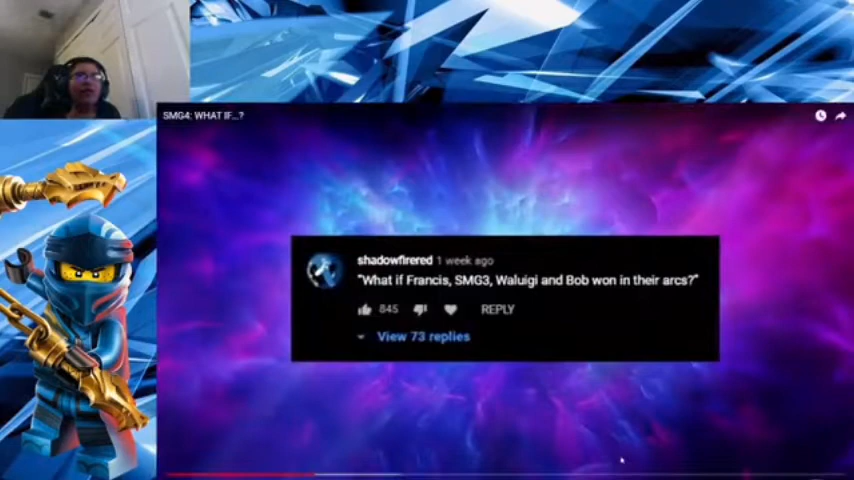 SMG4: WHAT IF...?
shadowfirered 1 week ago
"What if Francis, SMG3, Waluigi and Bob won in their arcs?"
845 REPLY
View 73 replies